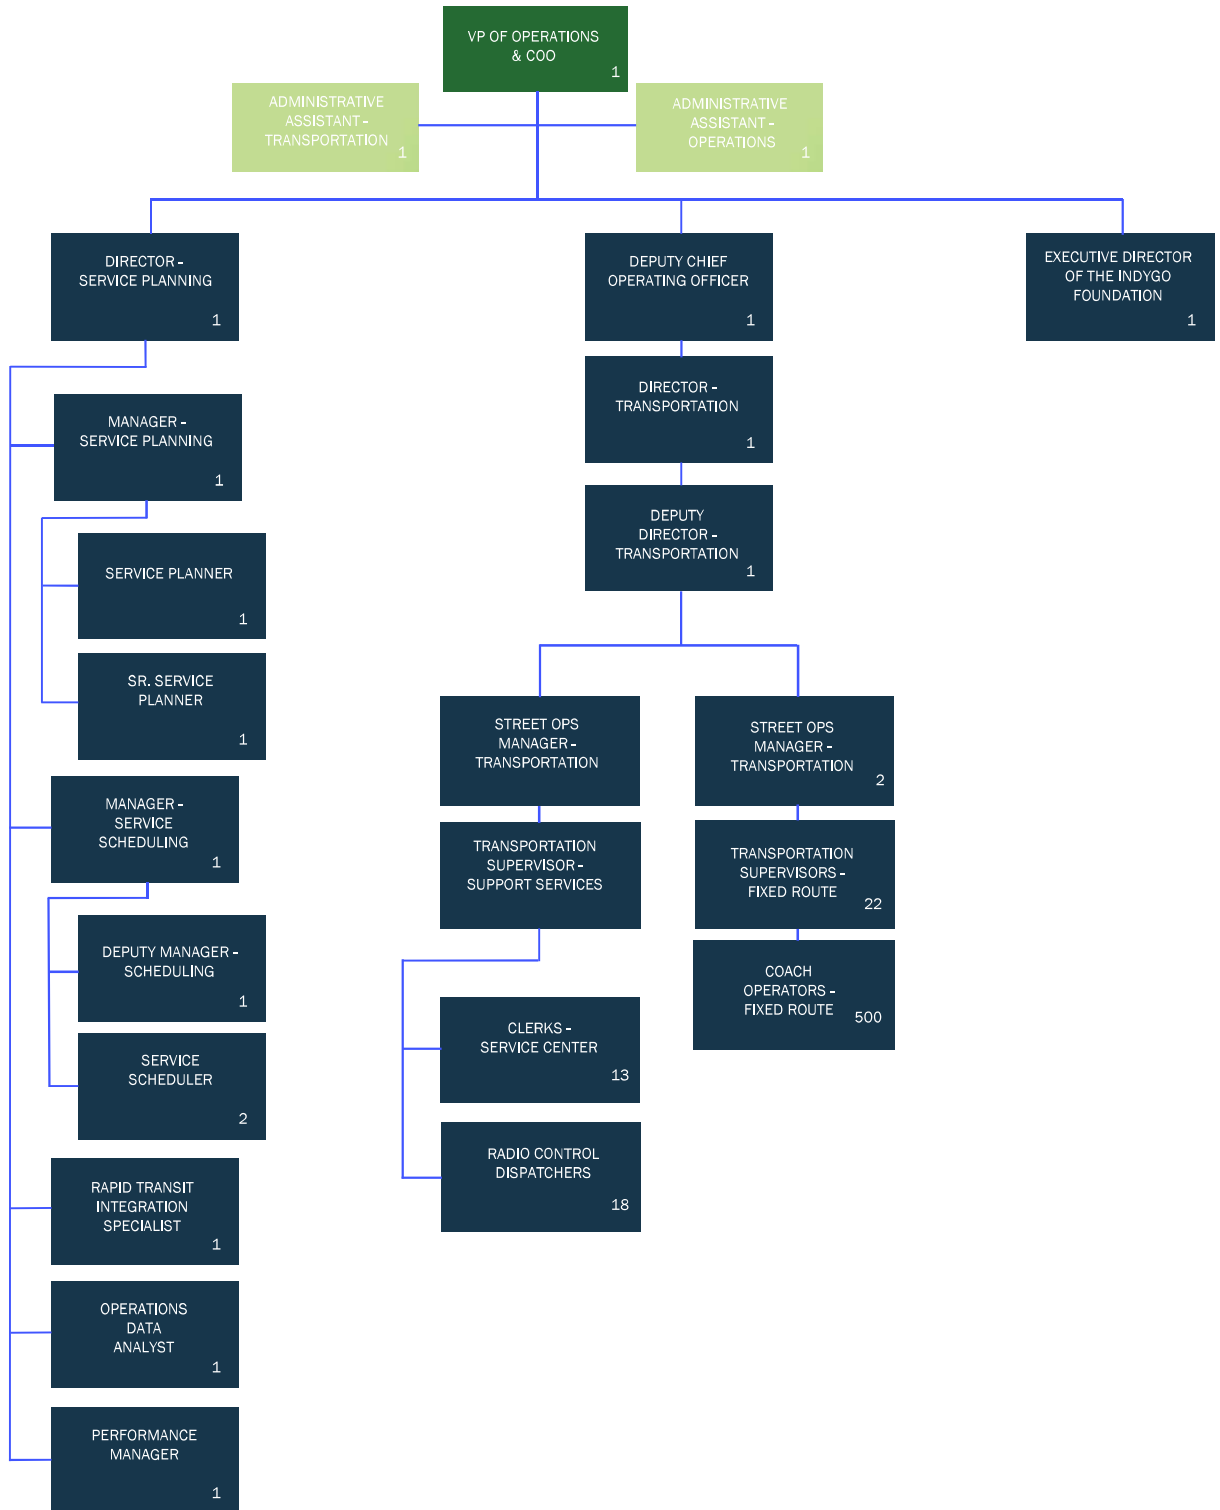 VP OF OPERATIONS
& COO
1
ADMINISTRATIVE
ASSISTANT -
TRANSPORTATION
1
ADMINISTRATIVE
ASSISTANT -
OPERATIONS
1
DIRECTOR -
SERVICE PLANNING
1
MANAGER -
SERVICE PLANNING
1
SERVICE PLANNER
1
SR. SERVICE
PLANNER
1
MANAGER -
SERVICE
SCHEDULING
1
DEPUTY MANAGER -
SCHEDULING
1
SERVICE
SCHEDULER
2
RAPID TRANSIT
INTEGRATION
SPECIALIST
1
OPERATIONS
DATA
ANALYST
1
PERFORMANCE
MANAGER
1
DEPUTY CHIEF
OPERATING OFFICER
1
DIRECTOR -
TRANSPORTATION
1
DEPUTY
DIRECTOR -
TRANSPORTATION
1
STREET OPS
MANAGER -
TRANSPORTATION
TRANSPORTATION
SUPERVISOR -
SUPPORT SERVICES
CLERKS -
SERVICE CENTER
13
RADIO CONTROL
DISPATCHERS
18
STREET OPS
MANAGER -
TRANSPORTATION
2
TRANSPORTATION
SUPERVISORS -
FIXED ROUTE
22
COACH
OPERATORS -
FIXED ROUTE
500
EXECUTIVE DIRECTOR
OF THE INDYGO
FOUNDATION
1